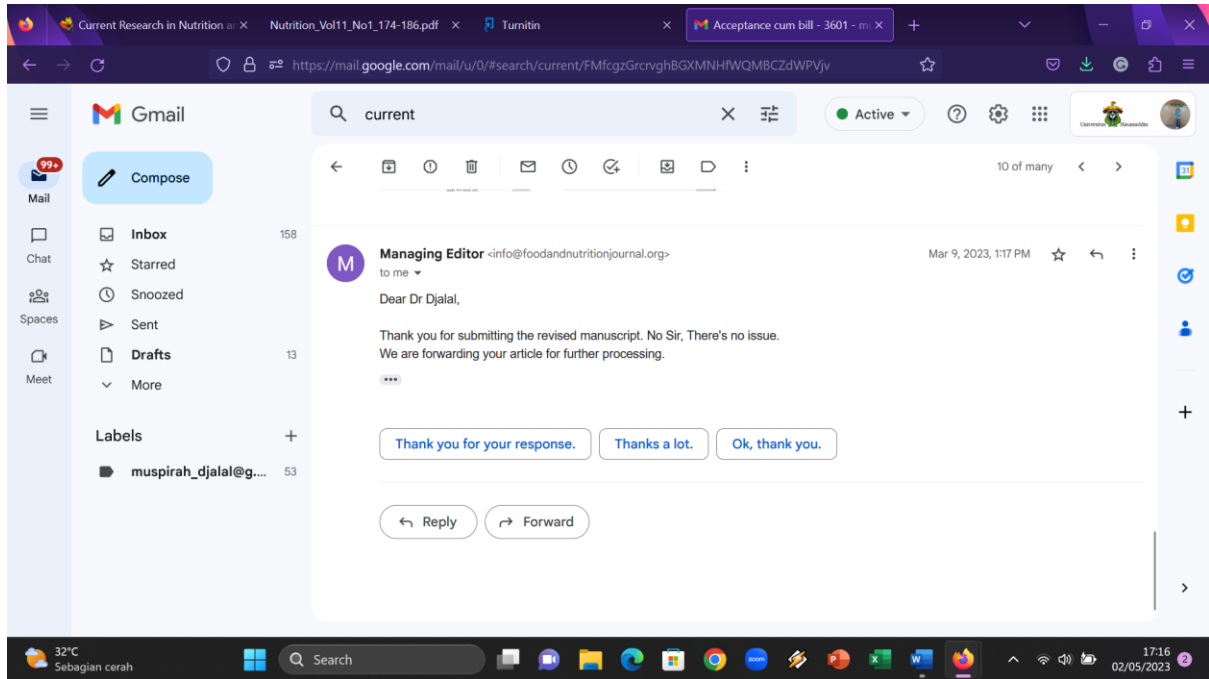 Current Research in Nutrition an
Nutrition_Vol11_No1_174-186.pdf
Turnitin
Acceptance cum bill - 3601 - m
https://mail.google.com/mail/u/0/#search/current/FMfcgzGrcrvghBGXMNHfWQMBCZdWPVjv
Gmail
current
Active
99+
Mail
Compose
10 of many
31
Inbox 158
Chat
Starred
Snoozed
Spaces
Sent
Drafts 13
Meet
More
Labels
muspirah_djalal@g.... 53
M
Managing Editor <info@foodandnutritionjournal.org>
Mar 9, 2023, 1:17 PM
to me
Dear Dr Djalal,
Thank you for submitting the revised manuscript. No Sir, There's no issue.
We are forwarding your article for further processing.
Thank you for your response.
Thanks a lot.
Ok, thank you.
Reply
Forward
32°C
Sebagian cerah
Search
zoom
17:16
02/05/2023
2